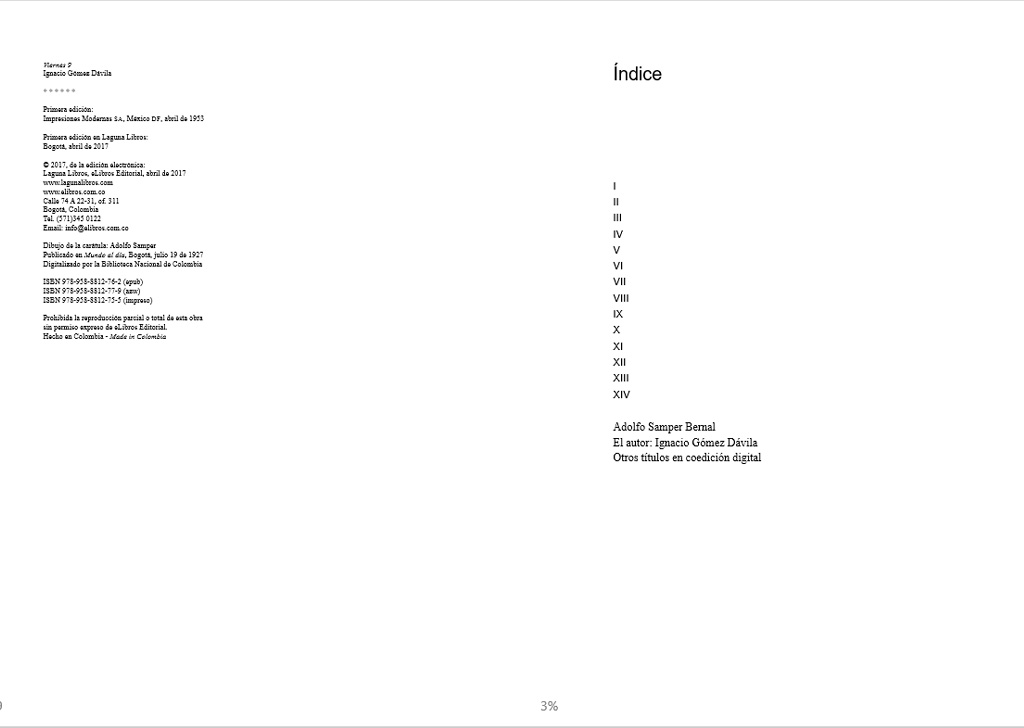 Viernes 9
Ignacio Gómez Dávila
* * * * * *
Primera edición:
Impresiones Modernas SA, México DF, abril de 1953
Primera edición en Laguna Libros:
Bogotá, abril de 2017
© 2017, de la edición electrónica:
Laguna Libros, eLibros Editorial, abril de 2017
www.lagunalibros.com
www.elibros.com.co
Calle 74 A 22-31, of. 311
Bogotá, Colombia
Tel. (571)345 0122
Email: info@elibros.com.co
Dibujo de la carátula: Adolfo Samper
Publicado en Mundo al día, Bogotá, julio 19 de 1927
Digitalizado por la Biblioteca Nacional de Colombia
ISBN 978-958-8812-76-2 (epub)
ISBN 978-958-8812-77-9 (azw)
ISBN 978-958-8812-75-5 (impreso)
Prohibida la reproducción parcial o total de esta obra
sin permiso expreso de eLibros Editorial.
Hecho en Colombia - Made in Colombia
Índice
I
II
III
IV
V
VI
VII
VIII
IX
X
XI
XII
XIII
XIV
Adolfo Samper Bernal
El autor: Ignacio Gómez Dávila
Otros títulos en coedición digital
3%